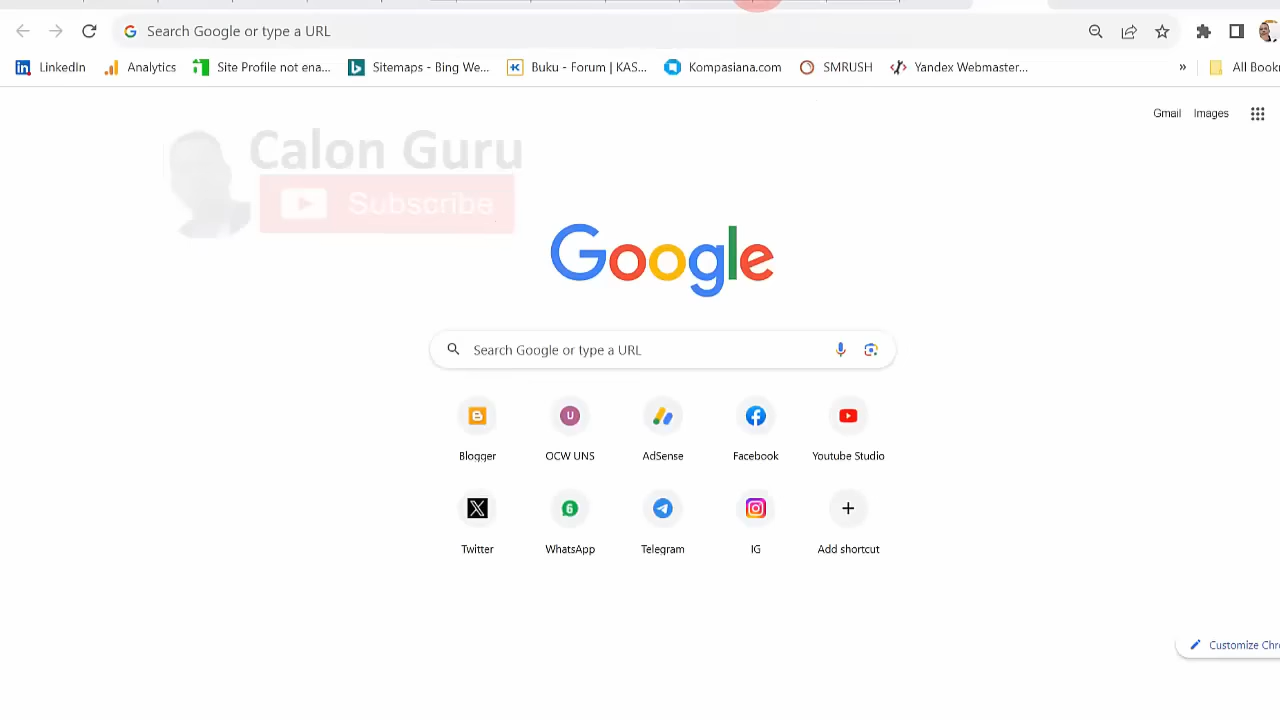 Search Google or type a URL
LinkedIn
Analytics
Site Profile not ena...
Sitemaps - Bing We...
Buku - Forum | KAS...
Kompasiana.com
SMRUSH
Yandex Webmaster...
»
All Book
Gmail
Images
Calon Guru
Subscribe
Google
Search Google or type a URL
Blogger
U
OCW UNS
AdSense
Facebook
Youtube Studio
Twitter
6
WhatsApp
Telegram
IG
Add shortcut
Customize Chr